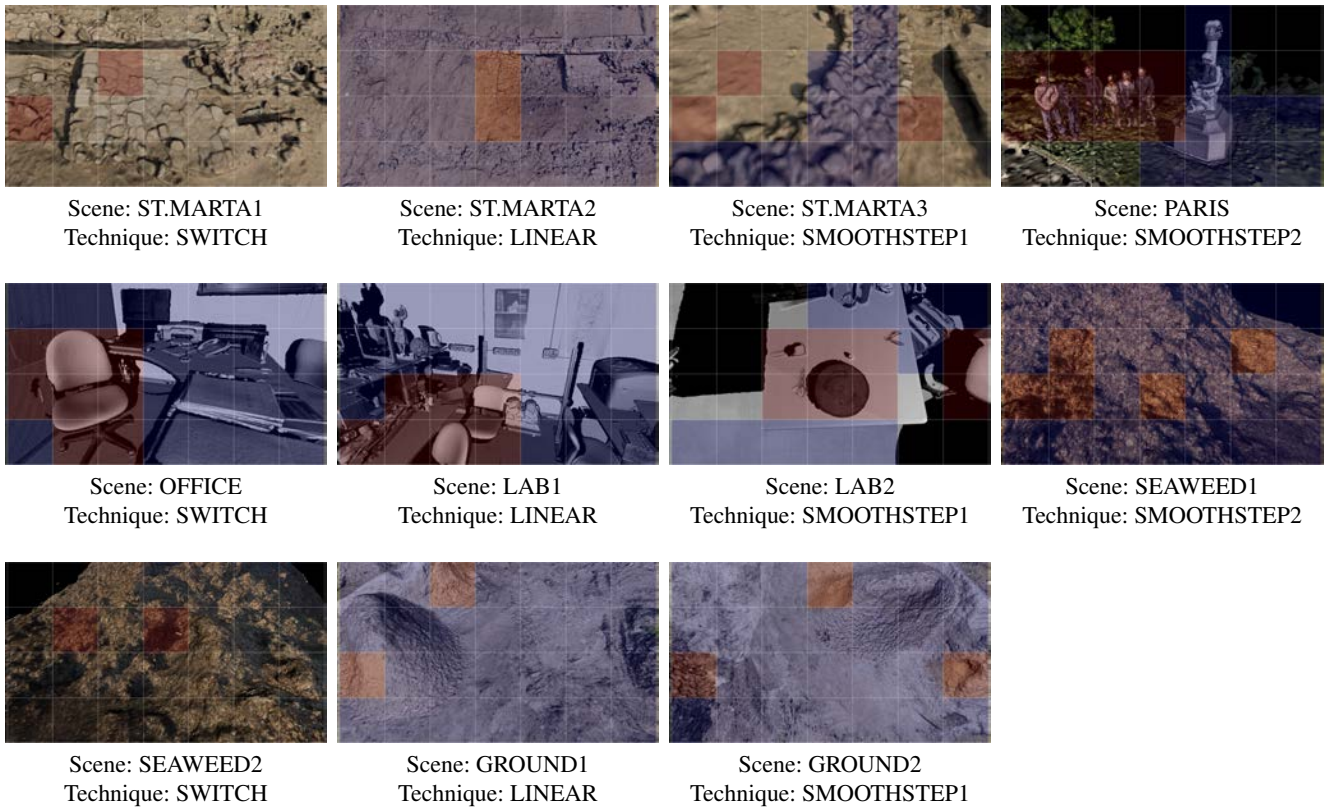 Scene: ST.MARTA1
Technique: SWITCH
Scene: ST.MARTA2
Technique: LINEAR
Scene: ST.MARTA3
Technique: SMOOTHSTEP1
Scene: PARIS
Technique: SMOOTHSTEP2
Scene: OFFICE
Technique: SWITCH
Scene: LAB1
Technique: LINEAR
Scene: LAB2
Technique: SMOOTHSTEP1
Scene: SEAWEED1
Technique: SMOOTHSTEP2
Scene: SEAWEED2
Technique: SWITCH
Scene: GROUND1
Technique: LINEAR
Scene: GROUND2
Technique: SMOOTHSTEP1